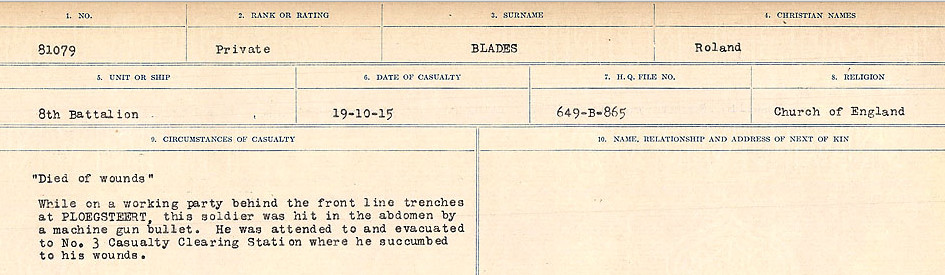 1. NO. 2. RANK OR RATING 3. SURNAME 4. CHRISTIAN NAMES
81079 Private BLADES Roland
5. UNIT OR SHIP 6. DATE OF CASUALTY 7. H.Q. FILE NO. 8. RELIGION
8th Battalion 19-10-15 649-B-865 Church of England
9. CIRCUMSTANCES OF CASUALTY 10. NAME, RELATIONSHIP AND ADDRESS OF NEXT OF KIN
"Died of wounds"
While on a working party behind the front line trenches
at PLOEGSTEERT, this soldier was hit in the abdomen by
a machine gun bullet. He was attended to and evacuated
to No. 3 Casualty Clearing Station where he succumbed
to his wounds.